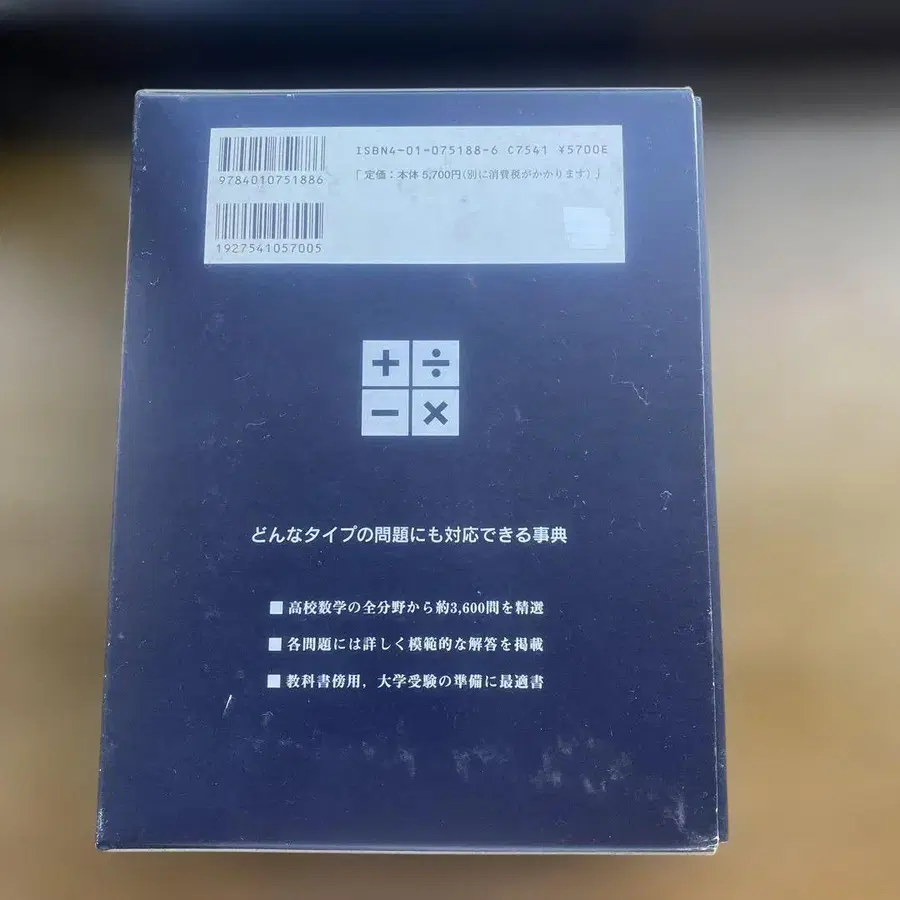 ISBN4-01-075188-6 C7541 ¥5700E
「定価：本体5,700円(別に消費税がかかります)」
9784010751886
1927541057005
+ ÷
− ×
どんなタイプの問題にも対応できる事典
■ 高校数学の全分野から約3,600問を精選
■ 各問題には詳しく模範的な解答を掲載
■ 教科書傍用，大学受験の準備に最適書